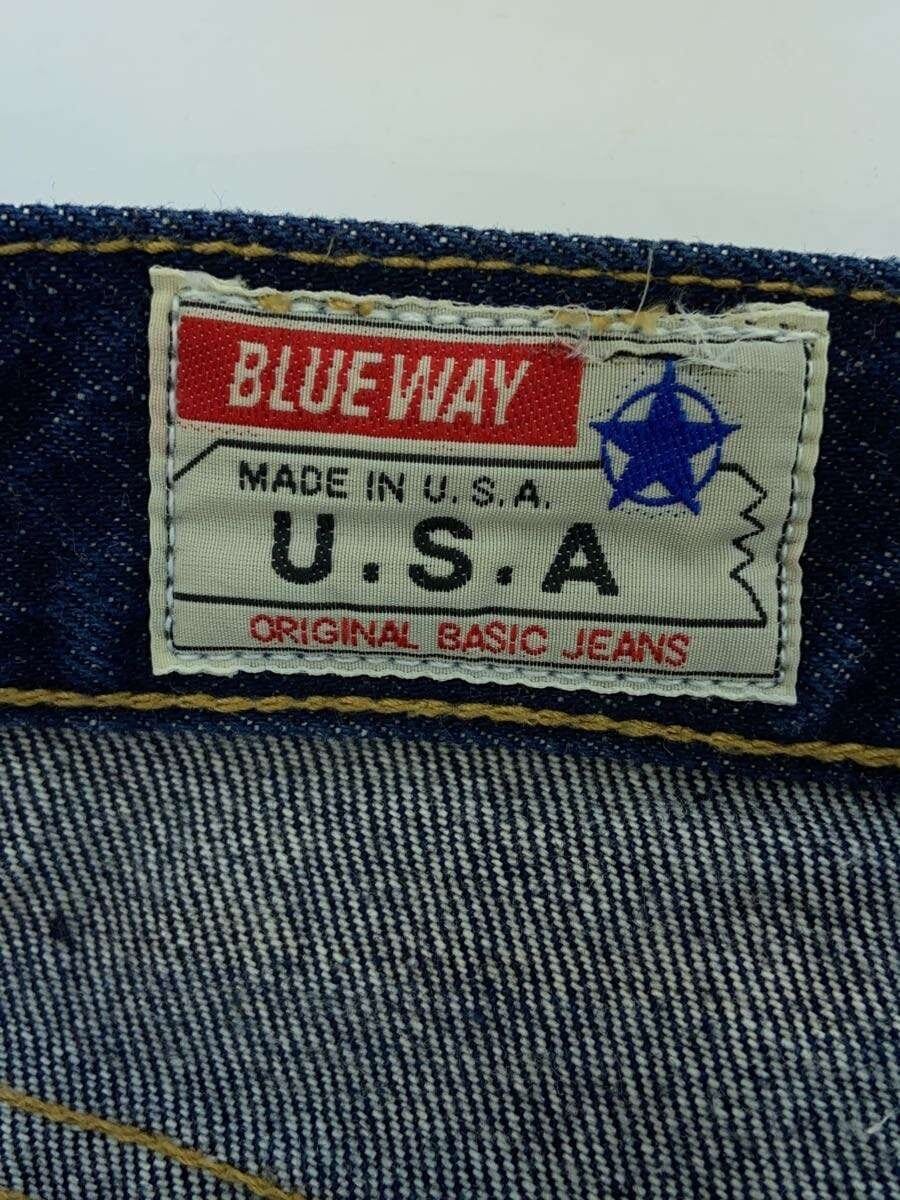 BLUE WAY
MADE IN U.S.A.
U.S.A
ORIGINAL BASIC JEANS